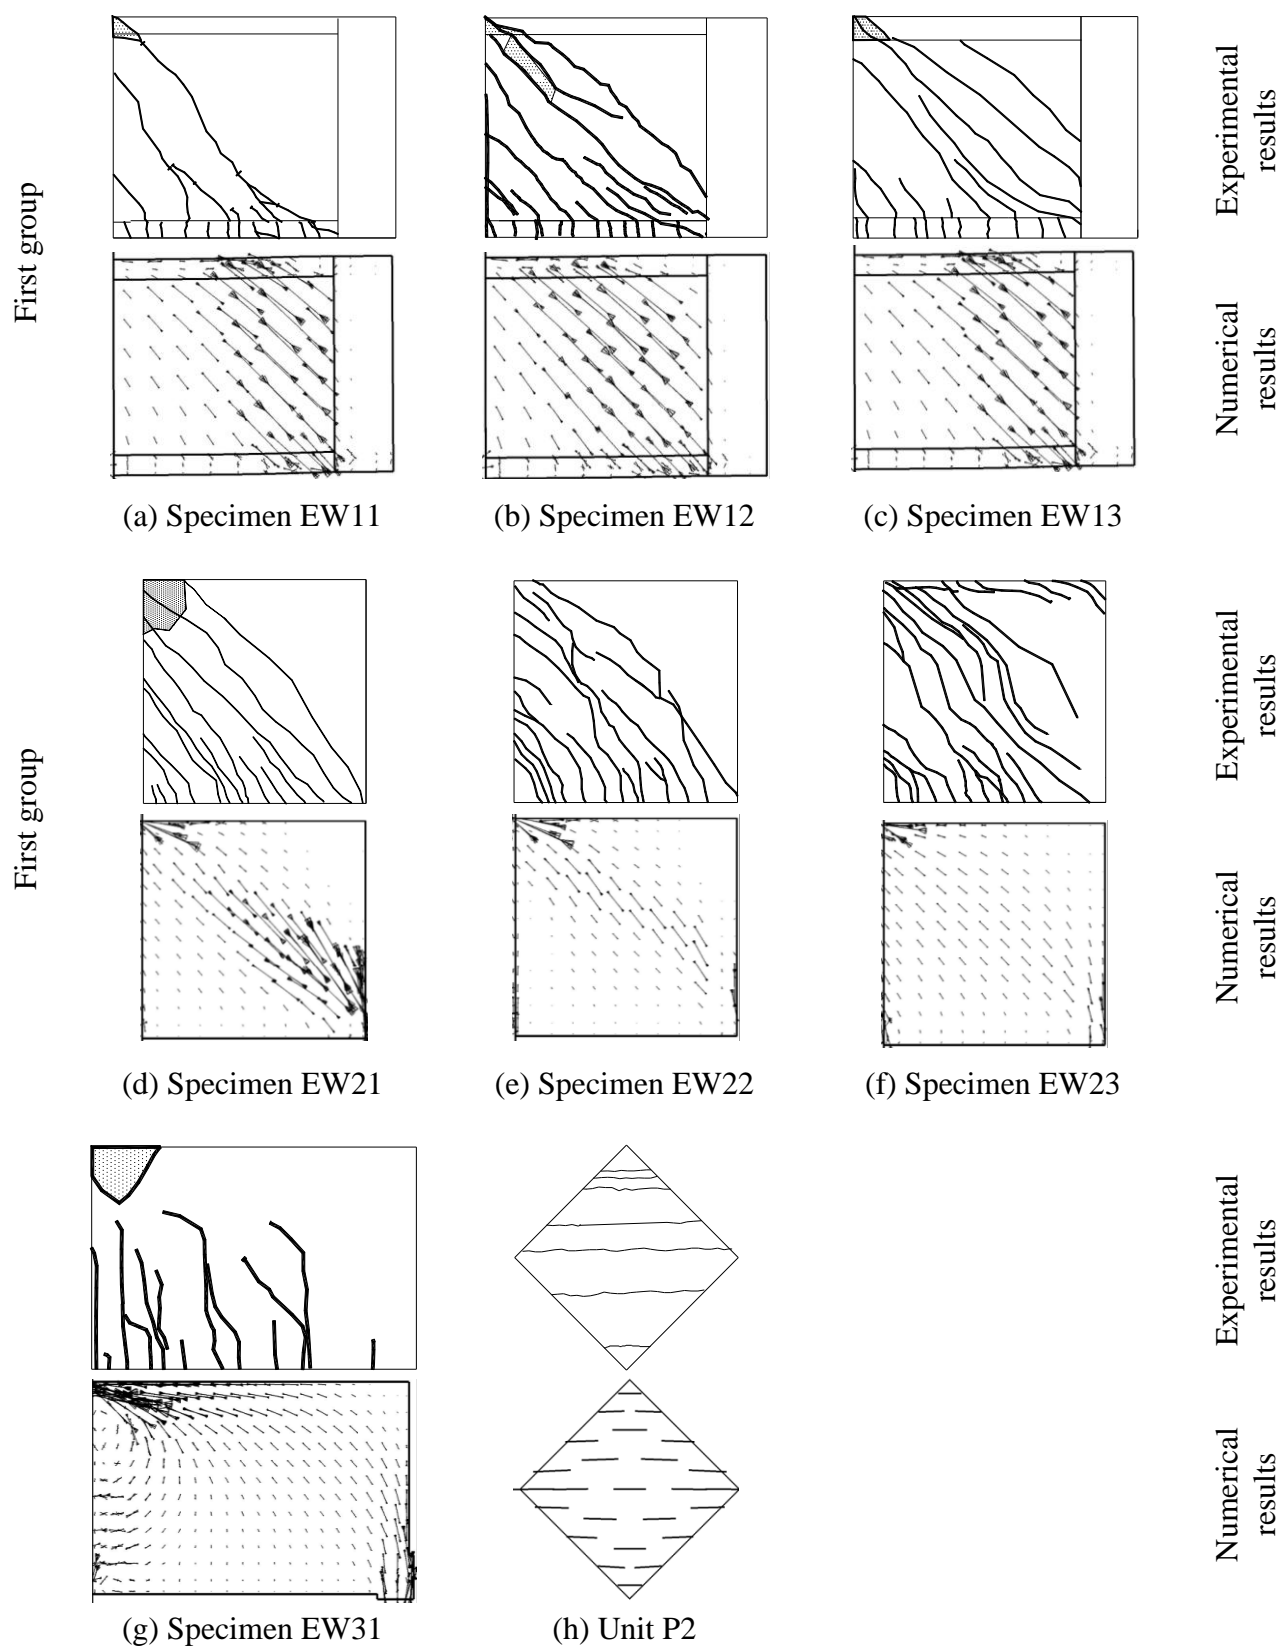 First group
Experimental
results
Numerical
results
(a) Specimen EW11
(b) Specimen EW12
(c) Specimen EW13
First group
Experimental
results
Numerical
results
(d) Specimen EW21
(e) Specimen EW22
(f) Specimen EW23
Experimental
results
Numerical
results
(g) Specimen EW31
(h) Unit P2